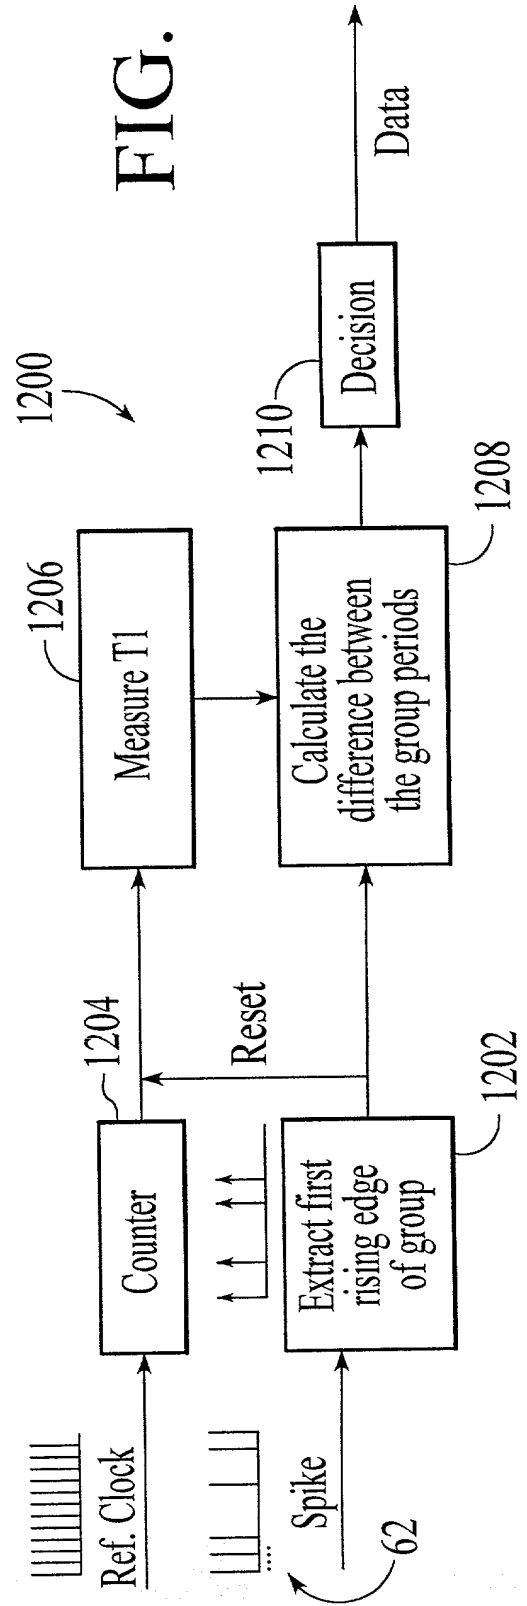 FIG.
1200
Ref. Clock
Counter
1204
Measure T1
1206
Reset
62
Spike
Extract first
rising edge
of group
1202
Calculate the
difference between
the group periods
1208
Decision
1210
Data